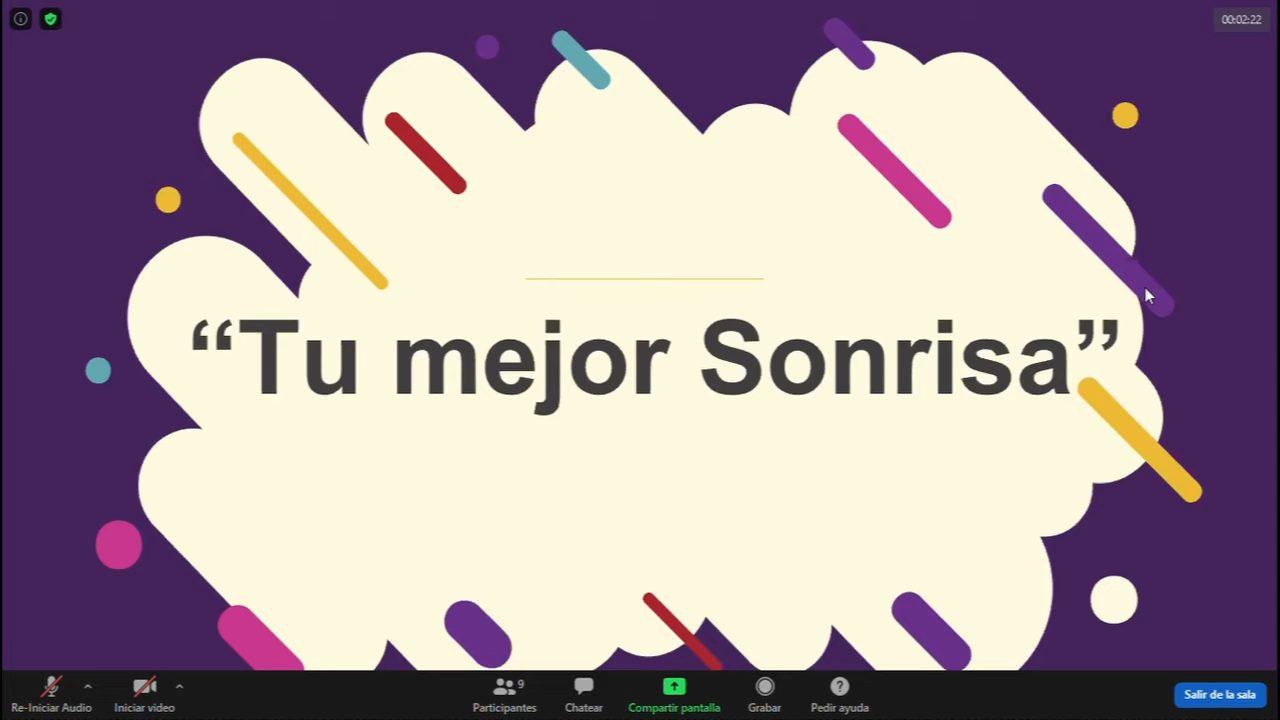 00:02:22
“Tu mejor Sonrisa”
Re-Iniciar Audio
Iniciar video
9
Participantes
Chatear
Compartir pantalla
Grabar
Pedir ayuda
Salir de la sala